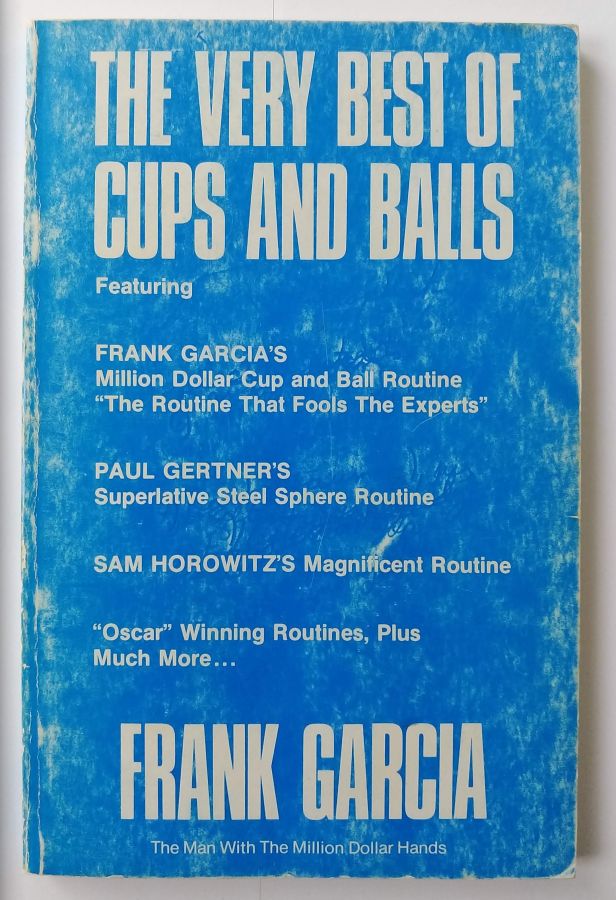 THE VERY BEST OF
CUPS AND BALLS
Featuring
FRANK GARCIA'S
Million Dollar Cup and Ball Routine
“The Routine That Fools The Experts”
PAUL GERTNER'S
Superlative Steel Sphere Routine
SAM HOROWITZ'S Magnificent Routine
“Oscar” Winning Routines, Plus
Much More...
FRANK GARCIA
The Man With The Million Dollar Hands